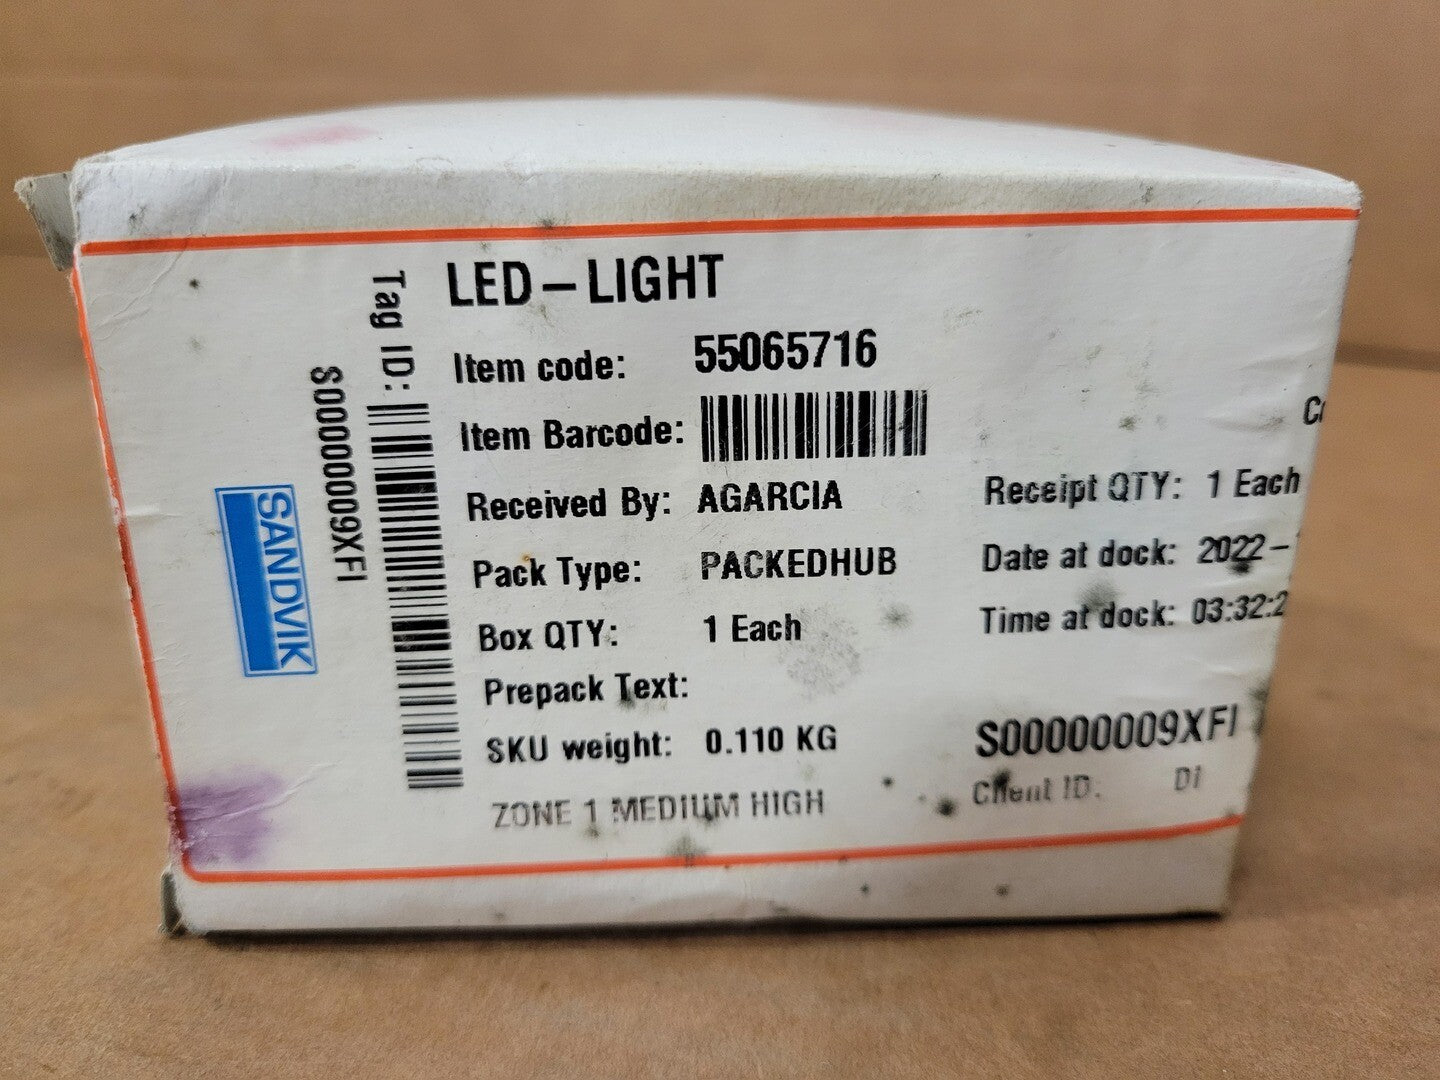 LED-LIGHT
Tag ID:
S00000009XFI
SANDVIK
Item code: 55065716
Item Barcode:
Received By: AGARCIA
Receipt QTY: 1 Each
Pack Type: PACKEDHUB
Date at dock: 2022-
Box QTY: 1 Each
Time at dock: 03:32:2
Prepack Text:
SKU weight: 0.110 KG
S00000009XFI
ZONE 1 MEDIUM HIGH
Client ID: